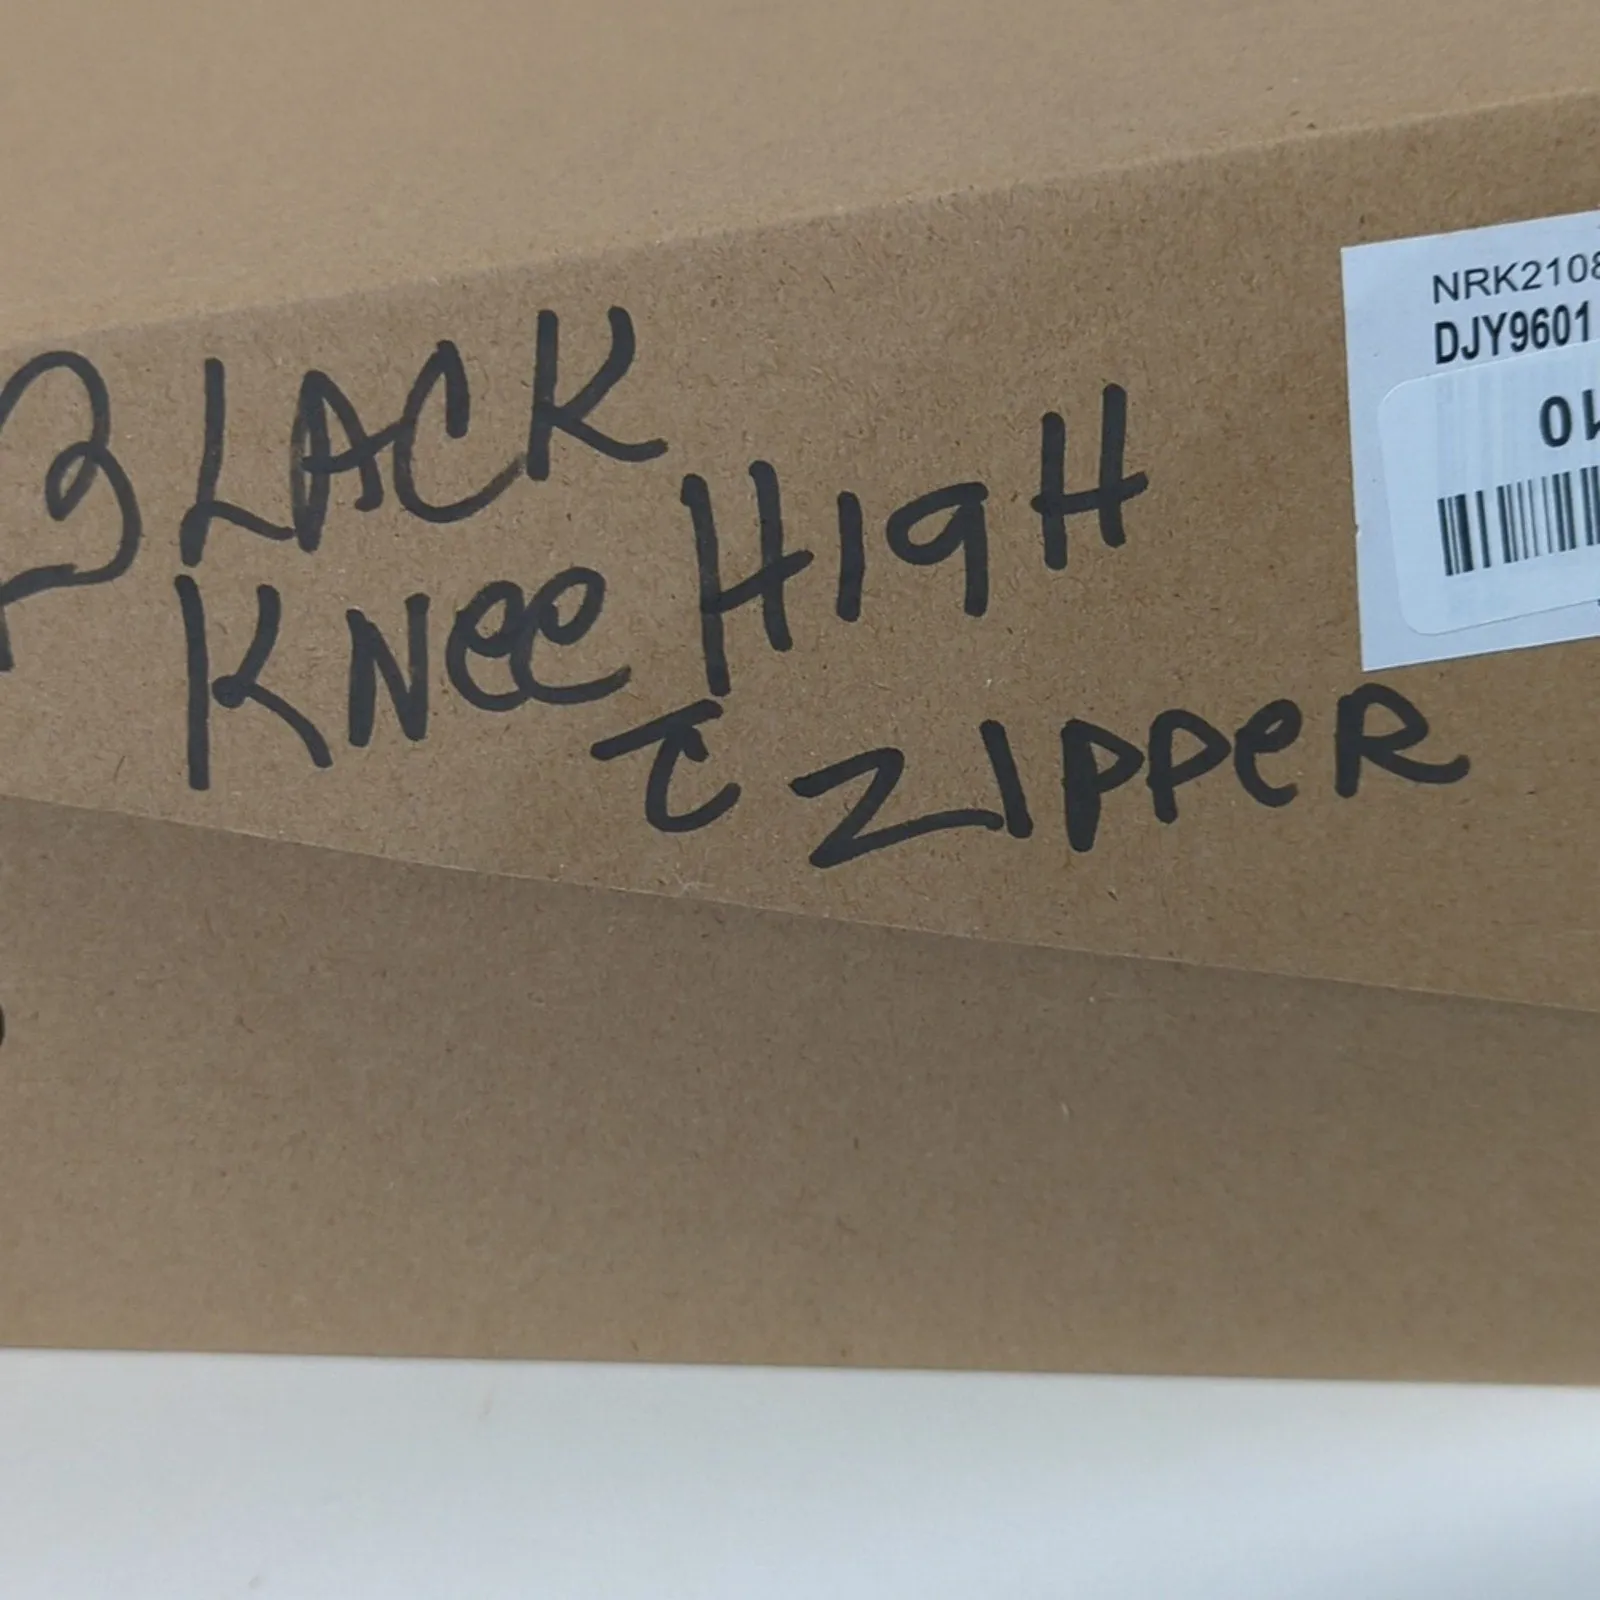 BLACK
KNee HIgH
c̄ ZIPPeR
NRK2108
DJY9601